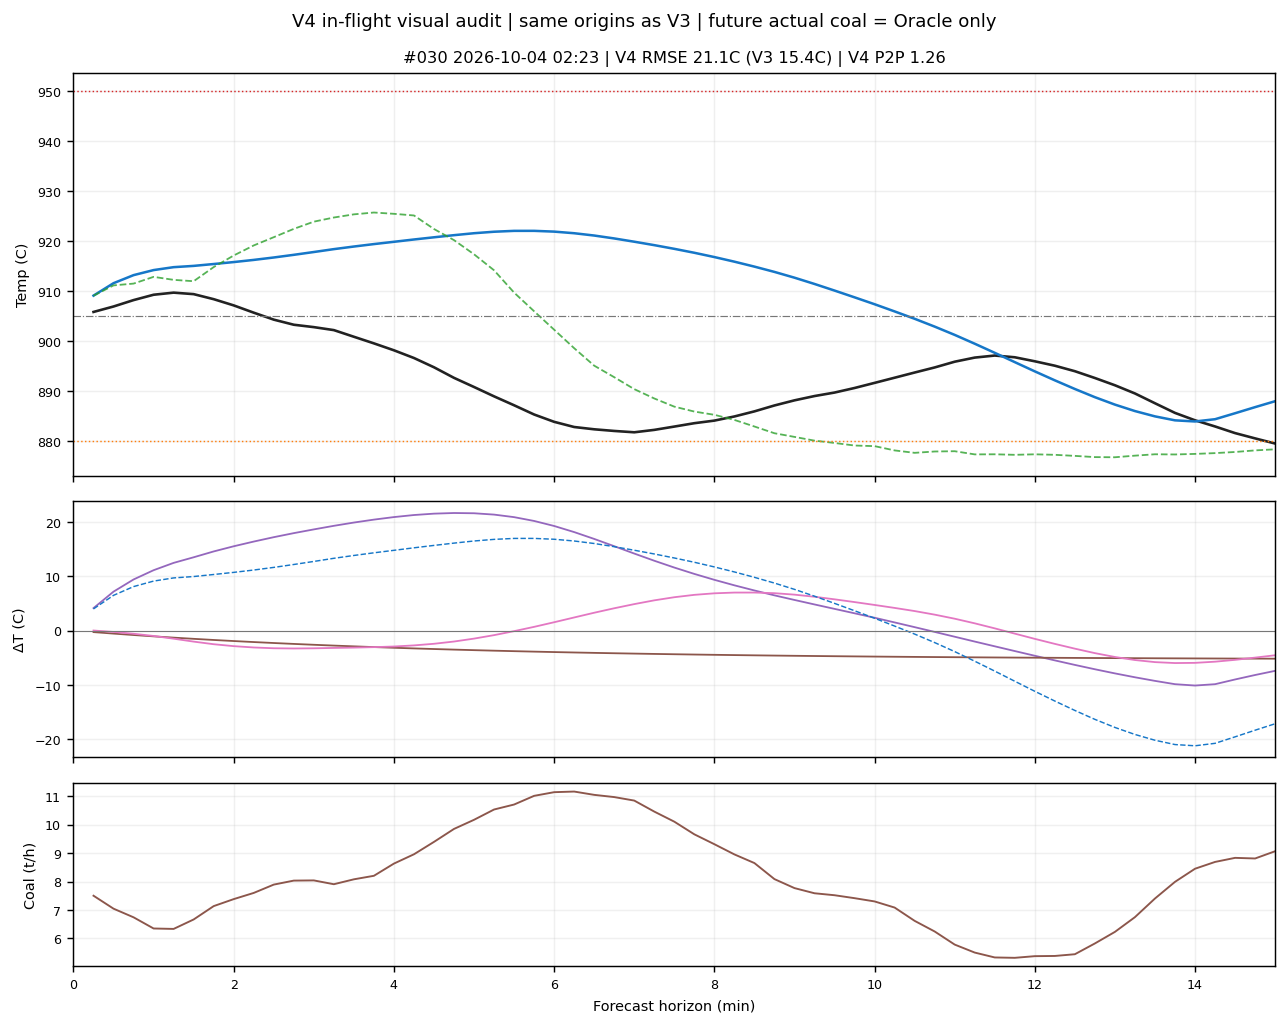 V4 in-flight visual audit | same origins as V3 | future actual coal = Oracle only
#030 2026-10-04 02:23 | V4 RMSE 21.1C (V3 15.4C) | V4 P2P 1.26
950
940
930
920
910
900
890
880
Temp (C)
20
10
0
−10
−20
ΔT (C)
11
10
9
8
7
6
Coal (t/h)
0 2 4 6 8 10 12 14
Forecast horizon (min)